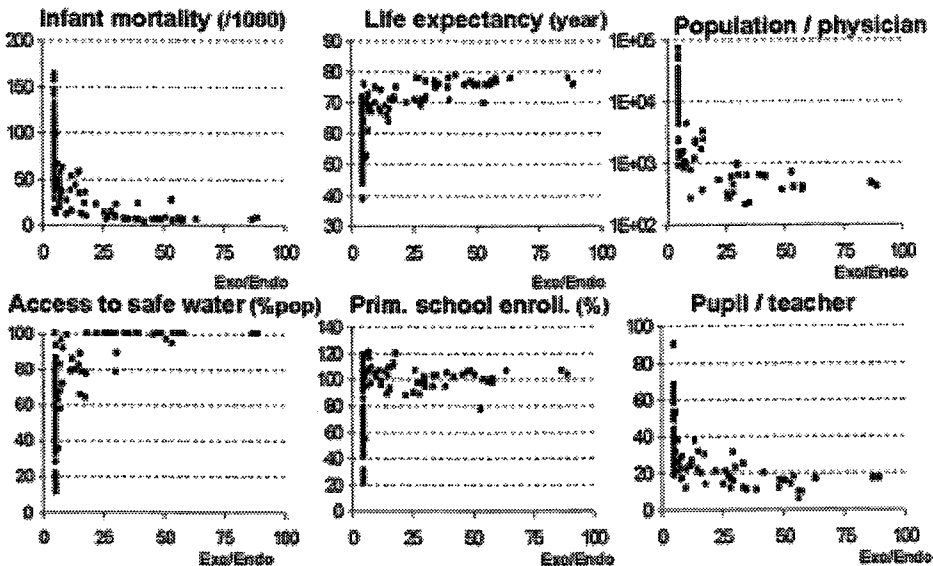 Infant mortality (/1000)
200
150
100
50
0
0 25 50 75 100
Exo/Endo
Life expectancy (year)
90
80
70
60
50
40
30
0 25 50 75 100
Exo/Endo
Population / physician
1E+05
1E+04
1E+03
1E+02
0 25 50 75 100
Exo/Endo
Access to safe water (%pop)
100
80
60
40
20
0
0 25 50 75 100
Exo/Endo
Prim. school enroll. (%)
140
120
100
80
60
40
20
0
0 25 50 75 100
Exo/Endo
Pupil / teacher
100
80
60
40
20
0
0 25 50 75 100
Exo/Endo